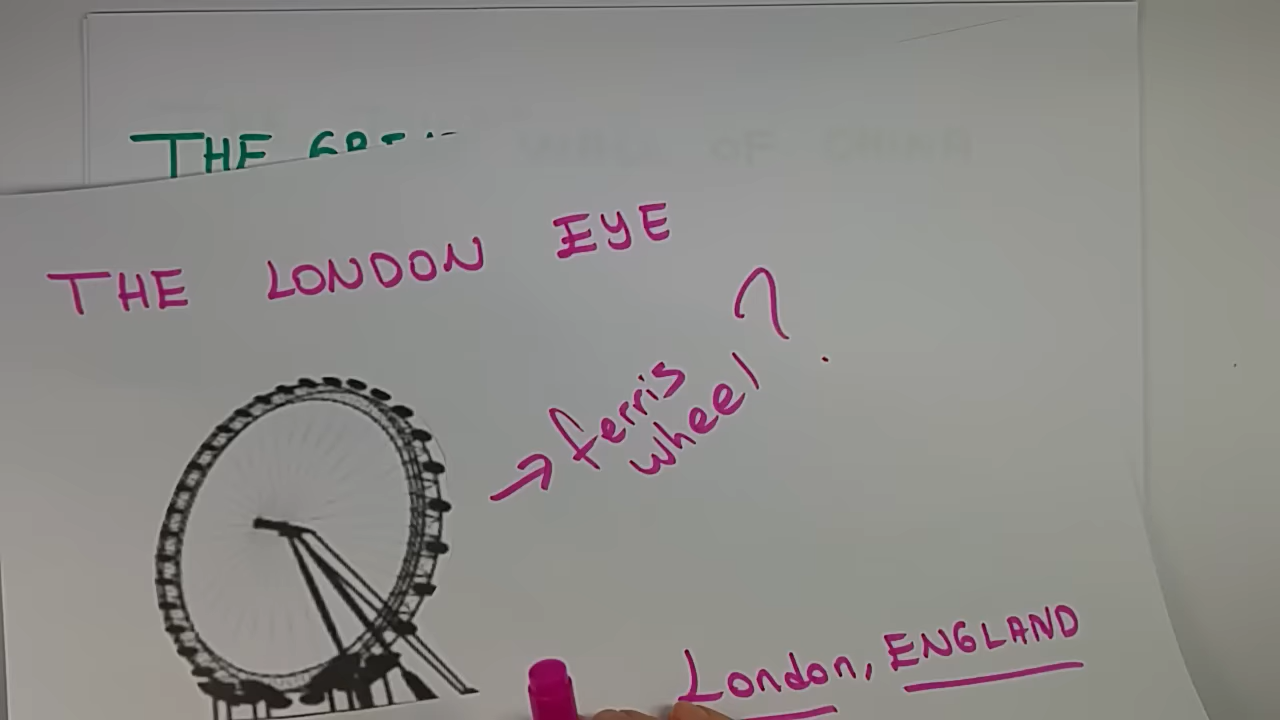 THE
THE LONDON EYE
→ ferris
wheel?
London, ENGLAND